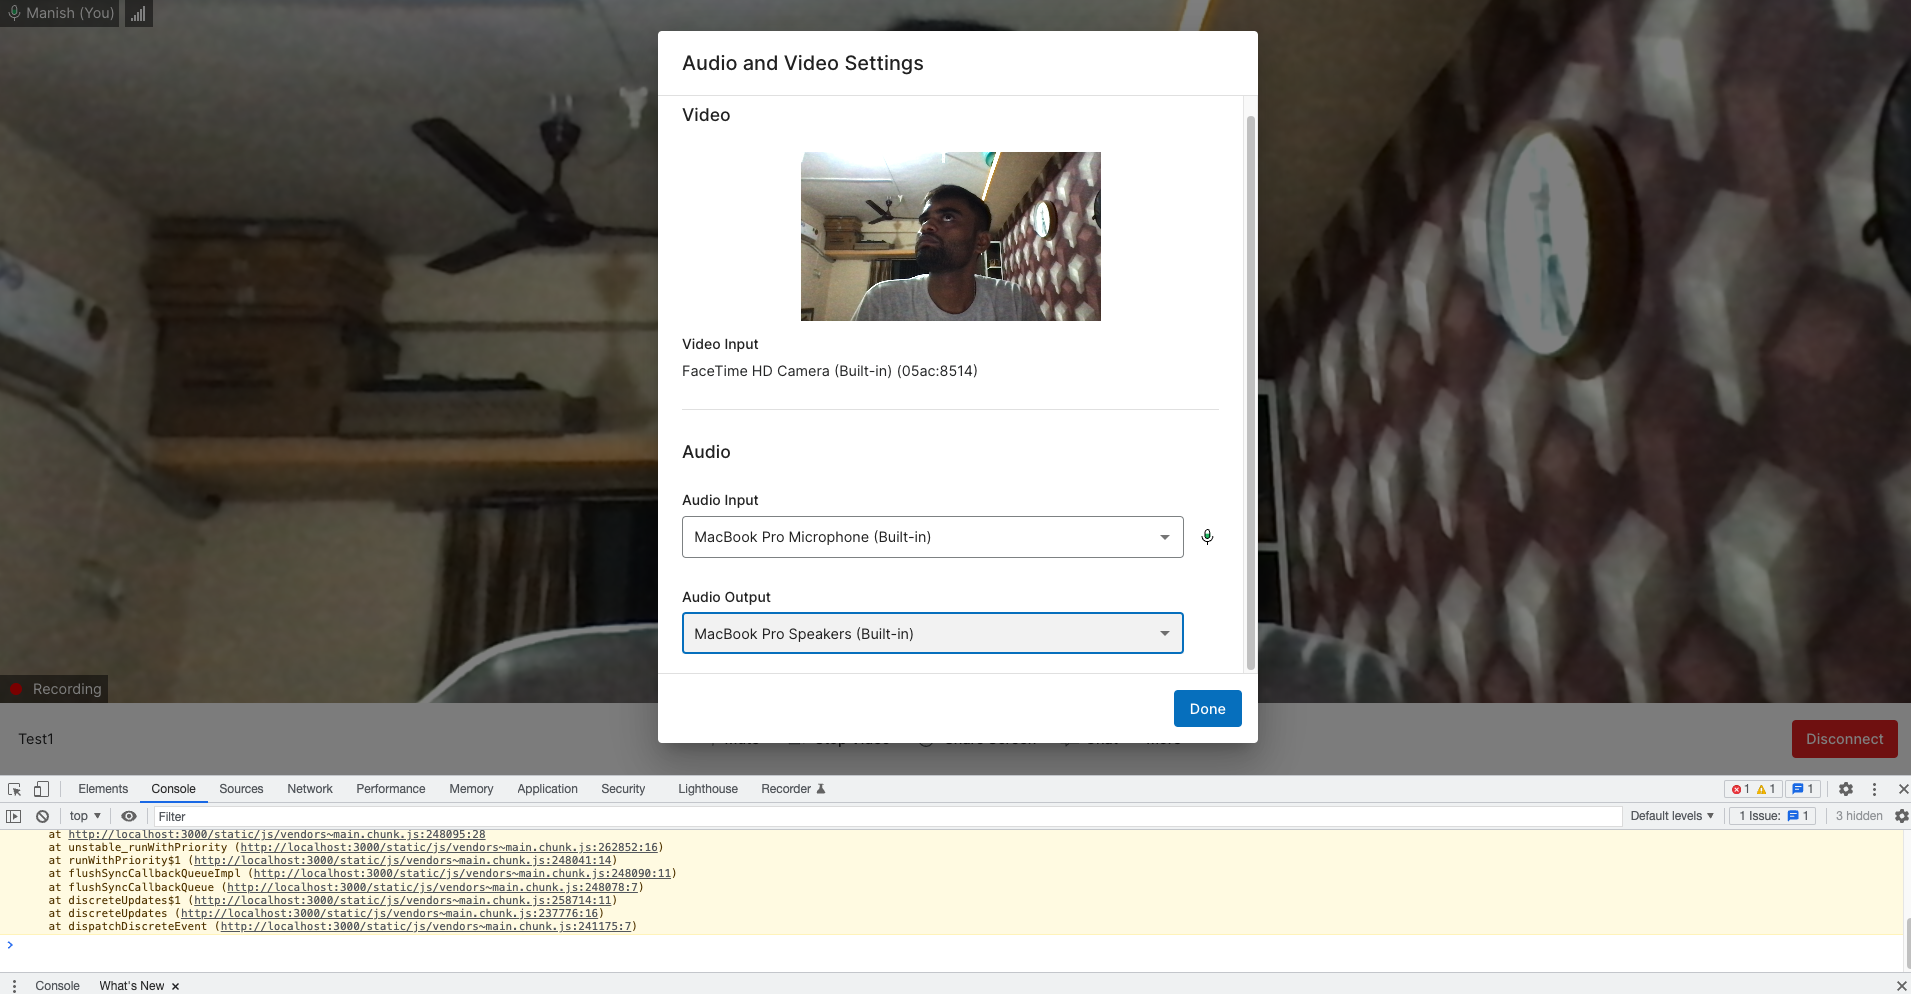 Manish (You)
Audio and Video Settings
Video
Video Input
FaceTime HD Camera (Built-in) (05ac:8514)
Audio
Audio Input
MacBook Pro Microphone (Built-in)
Audio Output
MacBook Pro Speakers (Built-in)
Recording
Done
Test1
Disconnect
Elements Console Sources Network Performance Memory Application Security Lighthouse Recorder 1 1 1
top Filter Default levels 1 Issue: 1 3 hidden
at http://localhost:3000/static/js/vendors~main.chunk.js:248095:28
at unstable_runWithPriority (http://localhost:3000/static/js/vendors~main.chunk.js:262852:16)
at runWithPriority$1 (http://localhost:3000/static/js/vendors~main.chunk.js:248041:14)
at flushSyncCallbackQueueImpl (http://localhost:3000/static/js/vendors~main.chunk.js:248090:11)
at flushSyncCallbackQueue (http://localhost:3000/static/js/vendors~main.chunk.js:248078:7)
at discreteUpdates$1 (http://localhost:3000/static/js/vendors~main.chunk.js:258714:11)
at discreteUpdates (http://localhost:3000/static/js/vendors~main.chunk.js:237776:16)
at dispatchDiscreteEvent (http://localhost:3000/static/js/vendors~main.chunk.js:241175:7)
Console What's New